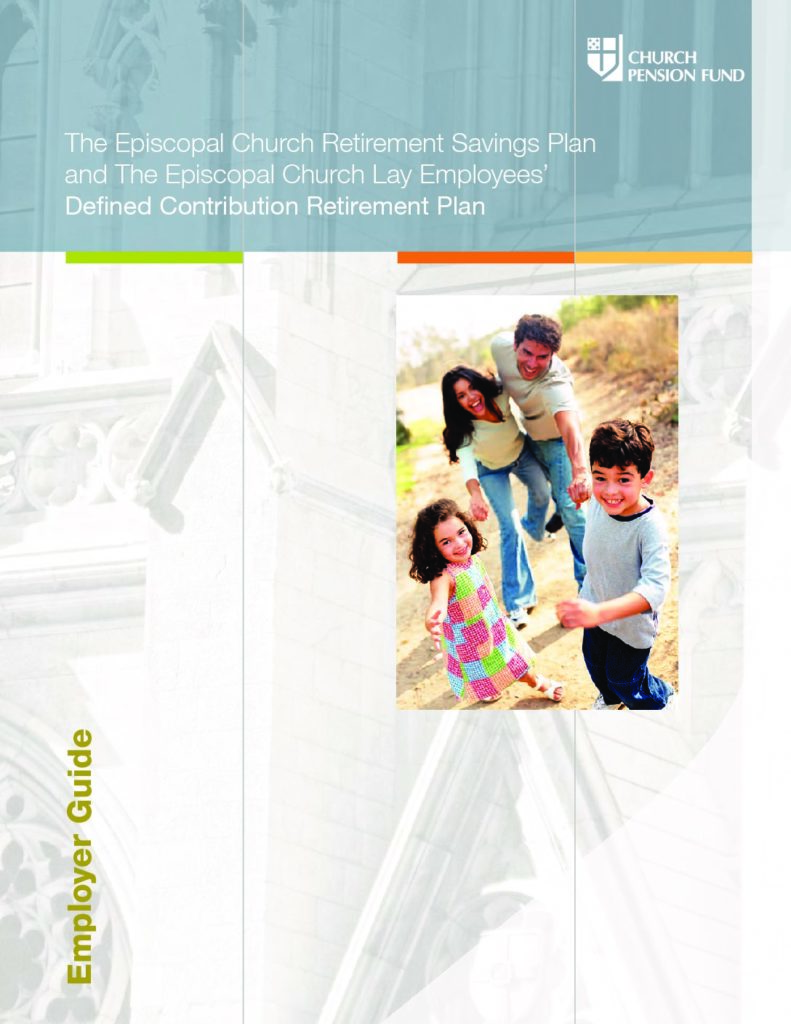 CHURCH
PENSION FUND
The Episcopal Church Retirement Savings Plan
and The Episcopal Church Lay Employees’
Defined Contribution Retirement Plan
Employer Guide